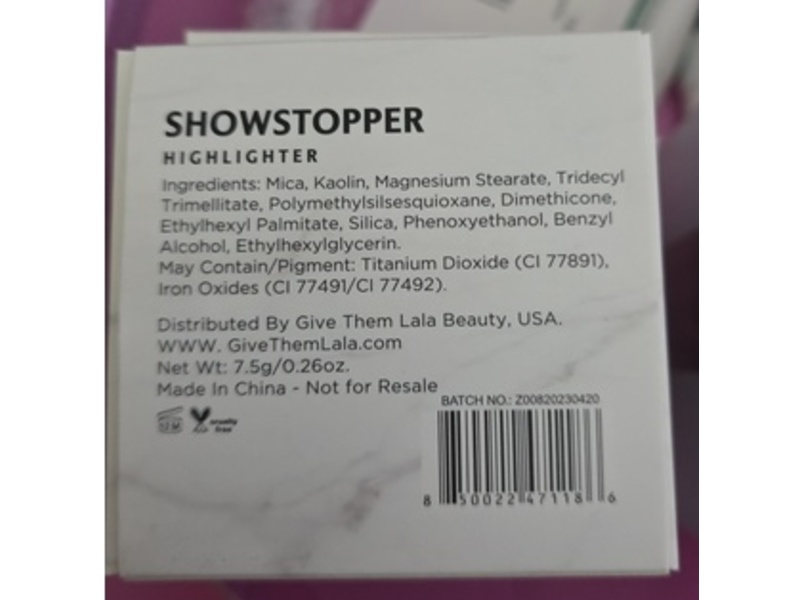 SHOWSTOPPER
HIGHLIGHTER
Ingredients: Mica, Kaolin, Magnesium Stearate, Tridecyl
Trimellitate, Polymethylsilsesquioxane, Dimethicone,
Ethylhexyl Palmitate, Silica, Phenoxyethanol, Benzyl
Alcohol, Ethylhexylglycerin.
May Contain/Pigment: Titanium Dioxide (CI 77891),
Iron Oxides (CI 77491/CI 77492).
Distributed By Give Them Lala Beauty, USA.
WWW. GiveThemLala.com
Net Wt: 7.5g/0.26oz.
Made In China - Not for Resale
BATCH NO.: Z00820230420
12 M
cruelty
free
8 50022 47118 6